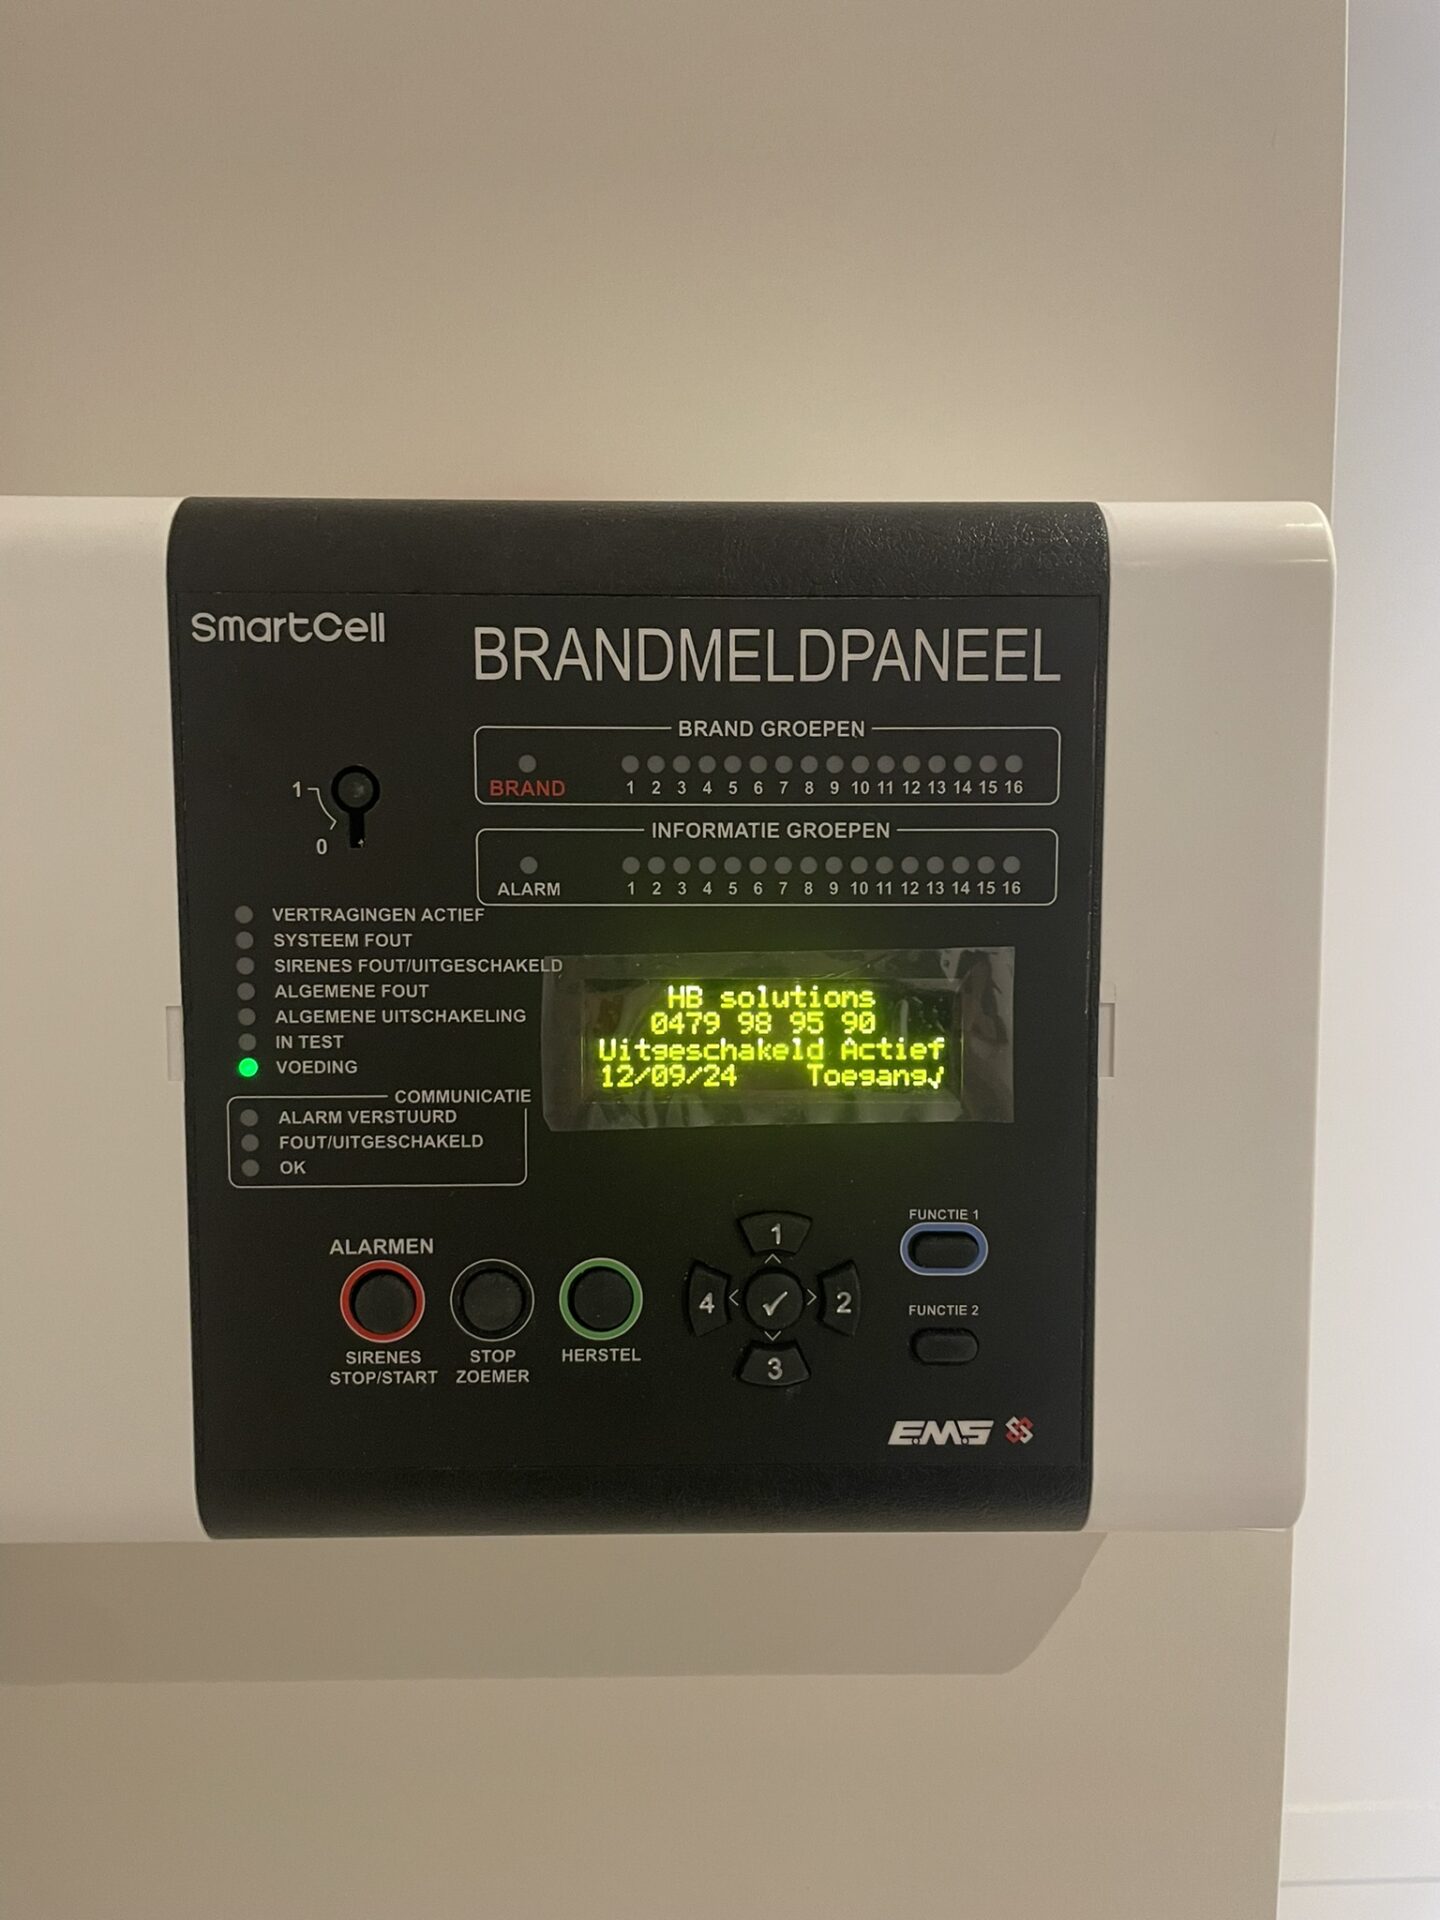 SmartCell
BRANDMELDPANEEL
BRAND GROEPEN
BRAND 1 2 3 4 5 6 7 8 9 10 11 12 13 14 15 16
1
0
INFORMATIE GROEPEN
ALARM 1 2 3 4 5 6 7 8 9 10 11 12 13 14 15 16
VERTRAGINGEN ACTIEF
SYSTEEM FOUT
SIRENES FOUT/UITGESCHAKELD
ALGEMENE FOUT
ALGEMENE UITSCHAKELING
IN TEST
VOEDING
HB solutions
0479 98 95 90
Uitgeschakeld Actief
12/09/24 Toegang√
COMMUNICATIE
ALARM VERSTUURD
FOUT/UITGESCHAKELD
OK
ALARMEN
SIRENES
STOP/START
STOP
ZOEMER
HERSTEL
1
4 < ✓ > 2
3
FUNCTIE 1
FUNCTIE 2
E.M.S